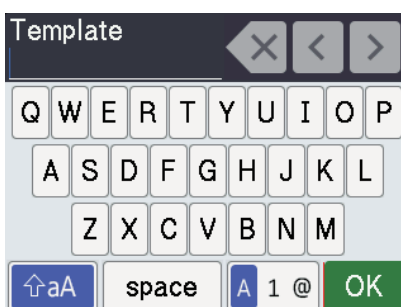 Template
Q W E R T Y U I O P
A S D F G H J K L
Z X C V B N M
aA space A 1 @ OK